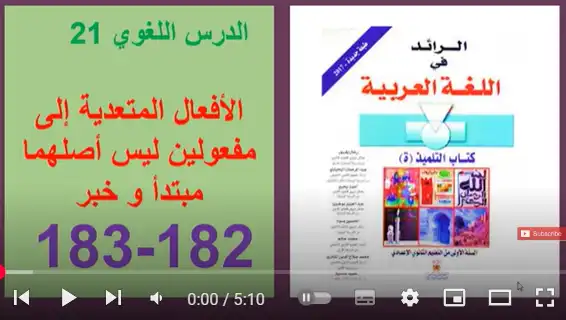 الدرس اللغوي 21
الأفعال المتعدية إلى
مفعولين ليس أصلهما
مبتدأ و خبر
183-182
طبعة جديدة - 2017
الـرائـد
في
اللغة العربية
كتاب التلميذ (ة)
السنة الأولى من التعليم الثانوي الإعدادي
Subscribe
0:00 / 5:10